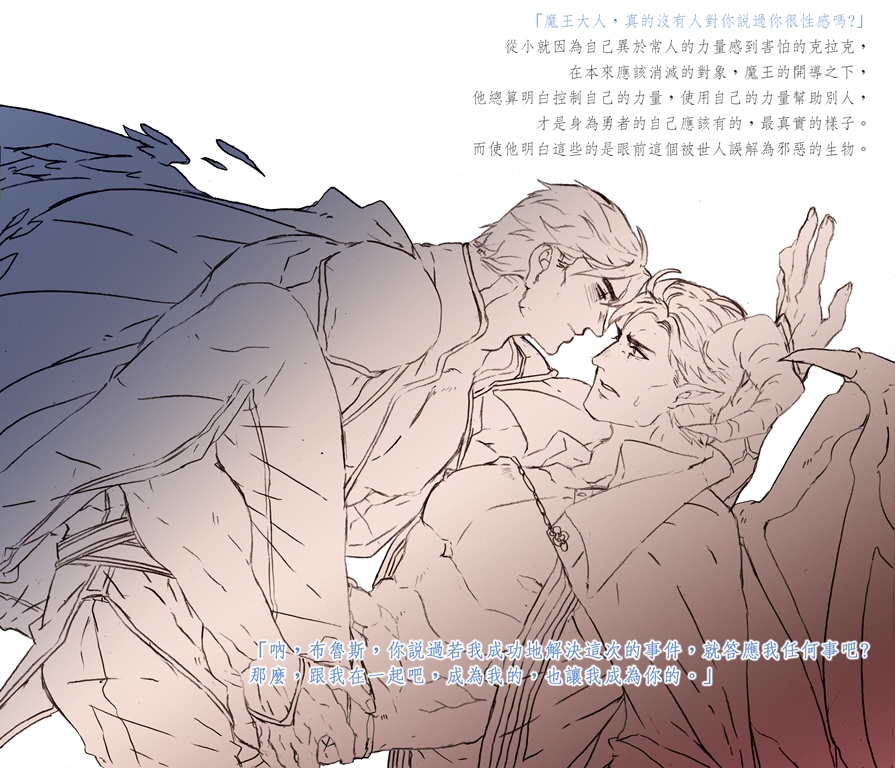 「魔王大人，真的沒有人對你說過你很性感嗎?」
從小就因為自己異於常人的力量感到害怕的克拉克，
在本來應該消滅的對象，魔王的開導之下，
他總算明白控制自己的力量，使用自己的力量幫助別人，
才是身為勇者的自己應該有的，最真實的樣子。
而使他明白這些的是眼前這個被世人誤解為邪惡的生物。
「吶，布魯斯，你說過若我成功地解決這次的事件，就答應我任何事吧?
那麼，跟我在一起吧，成為我的，也讓我成為你的。」